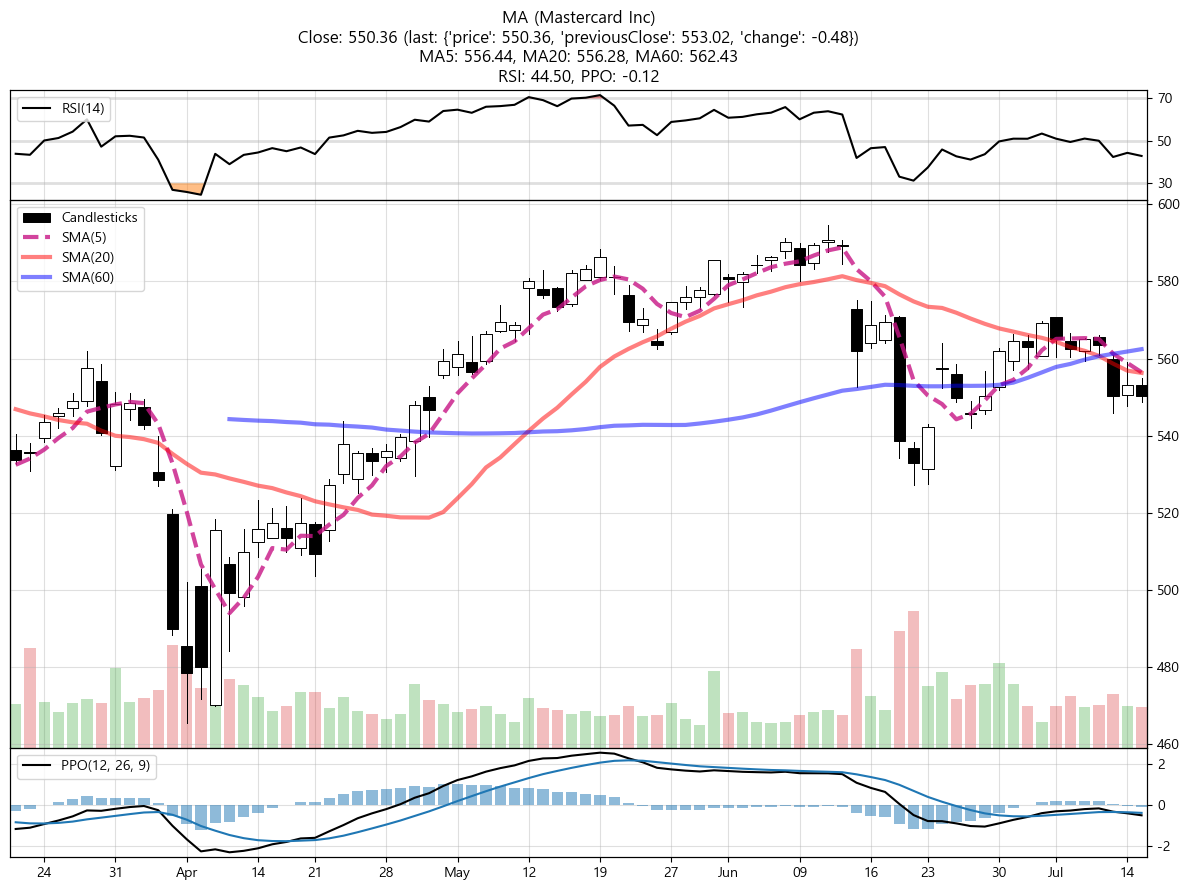 MA (Mastercard Inc)
Close: 550.36 (last: {'price': 550.36, 'previousClose': 553.02, 'change': -0.48})
MA5: 556.44, MA20: 556.28, MA60: 562.43
RSI: 44.50, PPO: -0.12
RSI(14)
70
50
30
Candlesticks
SMA(5)
SMA(20)
SMA(60)
600
580
560
540
520
500
480
460
PPO(12, 26, 9)
2
0
-2
24 31 Apr 14 21 28 May 12 19 27 Jun 09 16 23 30 Jul 14